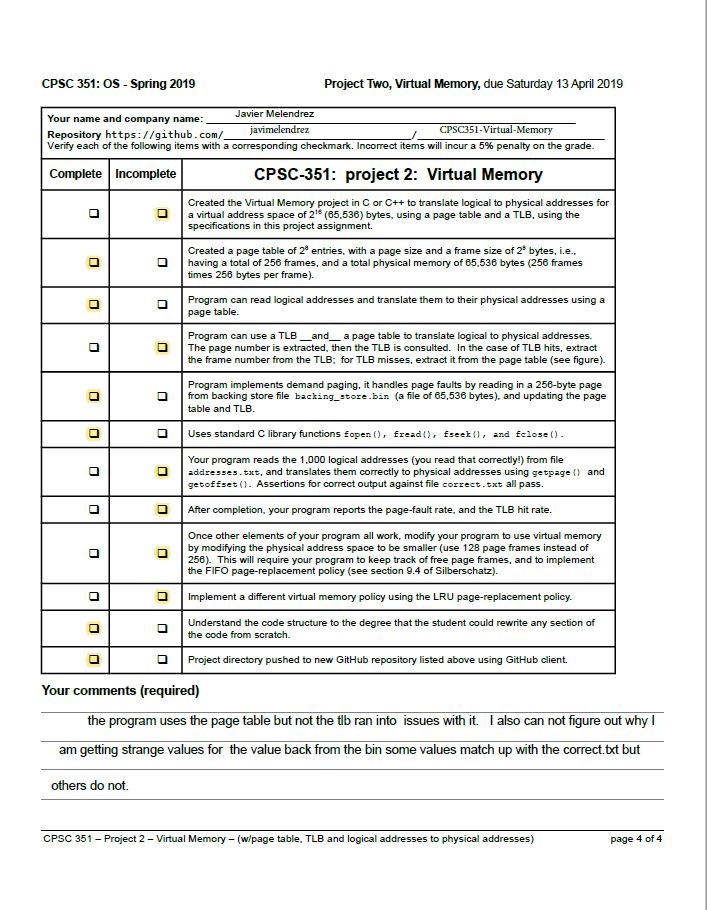 CPSC 351: OS - Spring 2019 Project Two, Virtual Memory, due Saturday 13 April 2019
Your name and company name: Javier Melendrez
Repository https://github.com/ javimelendrez / CPSC351-Virtual-Memory
Verify each of the following items with a corresponding checkmark. Incorrect items will incur a 5% penalty on the grade.
Complete Incomplete CPSC-351: project 2: Virtual Memory
Created the Virtual Memory project in C or C++ to translate logical to physical addresses for
a virtual address space of 2¹⁶ (65,536) bytes, using a page table and a TLB, using the
specifications in this project assignment.
Created a page table of 2⁸ entries, with a page size and a frame size of 2⁸ bytes, i.e.,
having a total of 256 frames, and a total physical memory of 65,536 bytes (256 frames
times 256 bytes per frame).
Program can read logical addresses and translate them to their physical addresses using a
page table.
Program can use a TLB __and__ a page table to translate logical to physical addresses.
The page number is extracted, then the TLB is consulted. In the case of TLB hits, extract
the frame number from the TLB; for TLB misses, extract it from the page table (see figure).
Program implements demand paging, it handles page faults by reading in a 256-byte page
from backing store file backing_store.bin (a file of 65,536 bytes), and updating the page
table and TLB.
Uses standard C library functions fopen(), fread(), fseek(), and fclose().
Your program reads the 1,000 logical addresses (you read that correctly!) from file
addresses.txt, and translates them correctly to physical addresses using getpage() and
getoffset(). Assertions for correct output against file correct.txt all pass.
After completion, your program reports the page-fault rate, and the TLB hit rate.
Once other elements of your program all work, modify your program to use virtual memory
by modifying the physical address space to be smaller (use 128 page frames instead of
256). This will require your program to keep track of free page frames, and to implement
the FIFO page-replacement policy (see section 9.4 of Silberschatz).
Implement a different virtual memory policy using the LRU page-replacement policy.
Understand the code structure to the degree that the student could rewrite any section of
the code from scratch.
Project directory pushed to new GitHub repository listed above using GitHub client.
Your comments (required)
the program uses the page table but not the tlb ran into issues with it. I also can not figure out why I
am getting strange values for the value back from the bin some values match up with the correct.txt but
others do not.
CPSC 351 – Project 2 – Virtual Memory – (w/page table, TLB and logical addresses to physical addresses) page 4 of 4